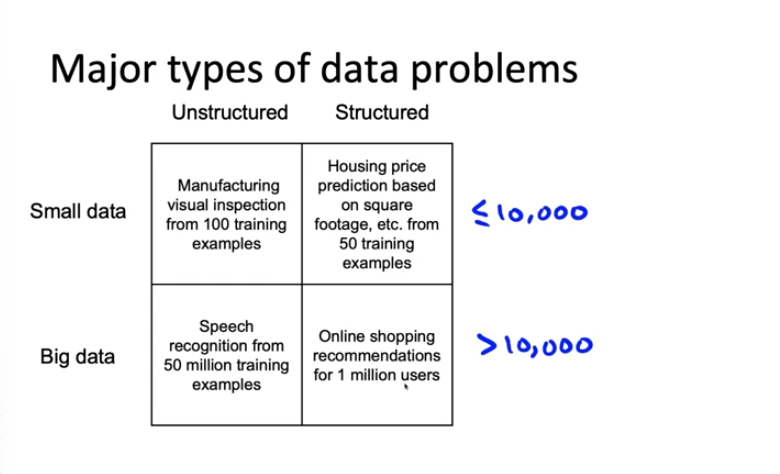 Major types of data problems
Unstructured Structured
Small data
Manufacturing
visual inspection
from 100 training
examples
Housing price
prediction based
on square
footage, etc. from
50 training
examples
≤ 10,000
Big data
Speech
recognition from
50 million training
examples
Online shopping
recommendations
for 1 million users
> 10,000